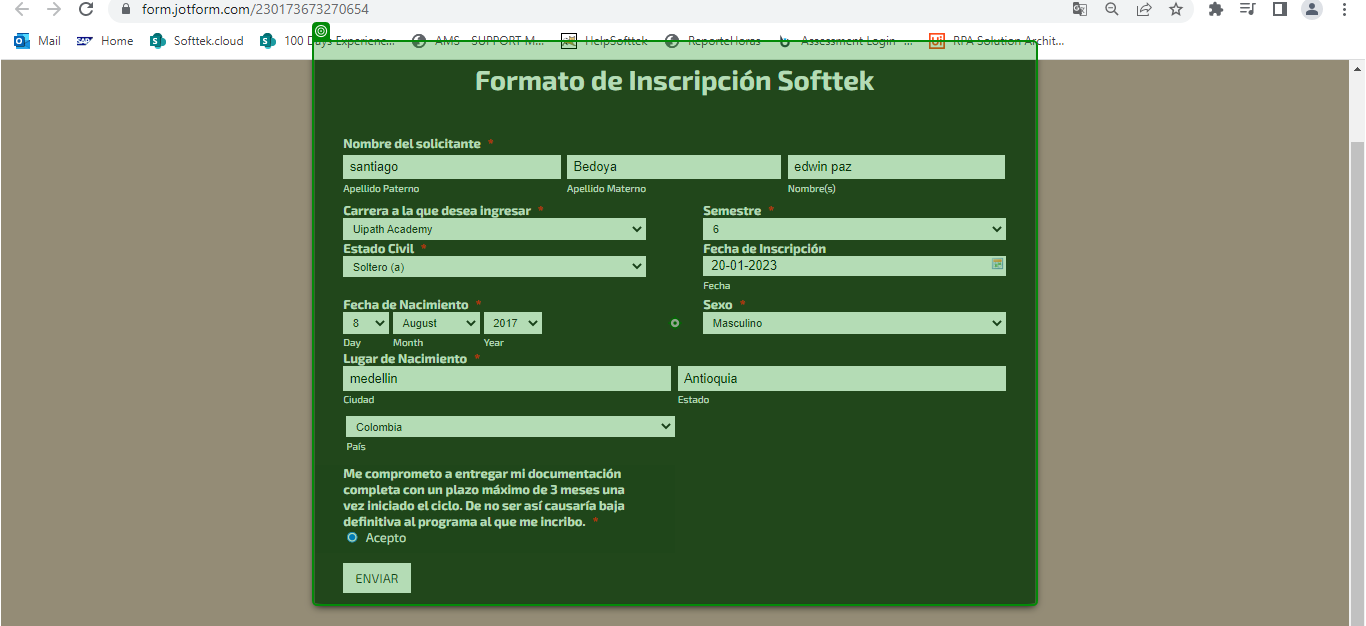 form.jotform.com/230173673270654
Mail Home Softtek.cloud 100 Days Experienc... AMS - SUPPORT M... HelpSofttek ReporteHoras Assessment Login - ... RPA Solution Archit...
Formato de Inscripción Softtek
Nombre del solicitante *
santiago Bedoya edwin paz
Apellido Paterno Apellido Materno Nombre(s)
Carrera a la que desea ingresar * Semestre *
Uipath Academy 6
Estado Civil * Fecha de Inscripción
Soltero (a) 20-01-2023
Fecha
Fecha de Nacimiento * Sexo *
8 August 2017 Masculino
Day Month Year
Lugar de Nacimiento *
medellin Antioquia
Ciudad Estado
Colombia
País
Me comprometo a entregar mi documentación
completa con un plazo máximo de 3 meses una
vez iniciado el ciclo. De no ser así causaría baja
definitiva al programa al que me incribo. *
Acepto
ENVIAR